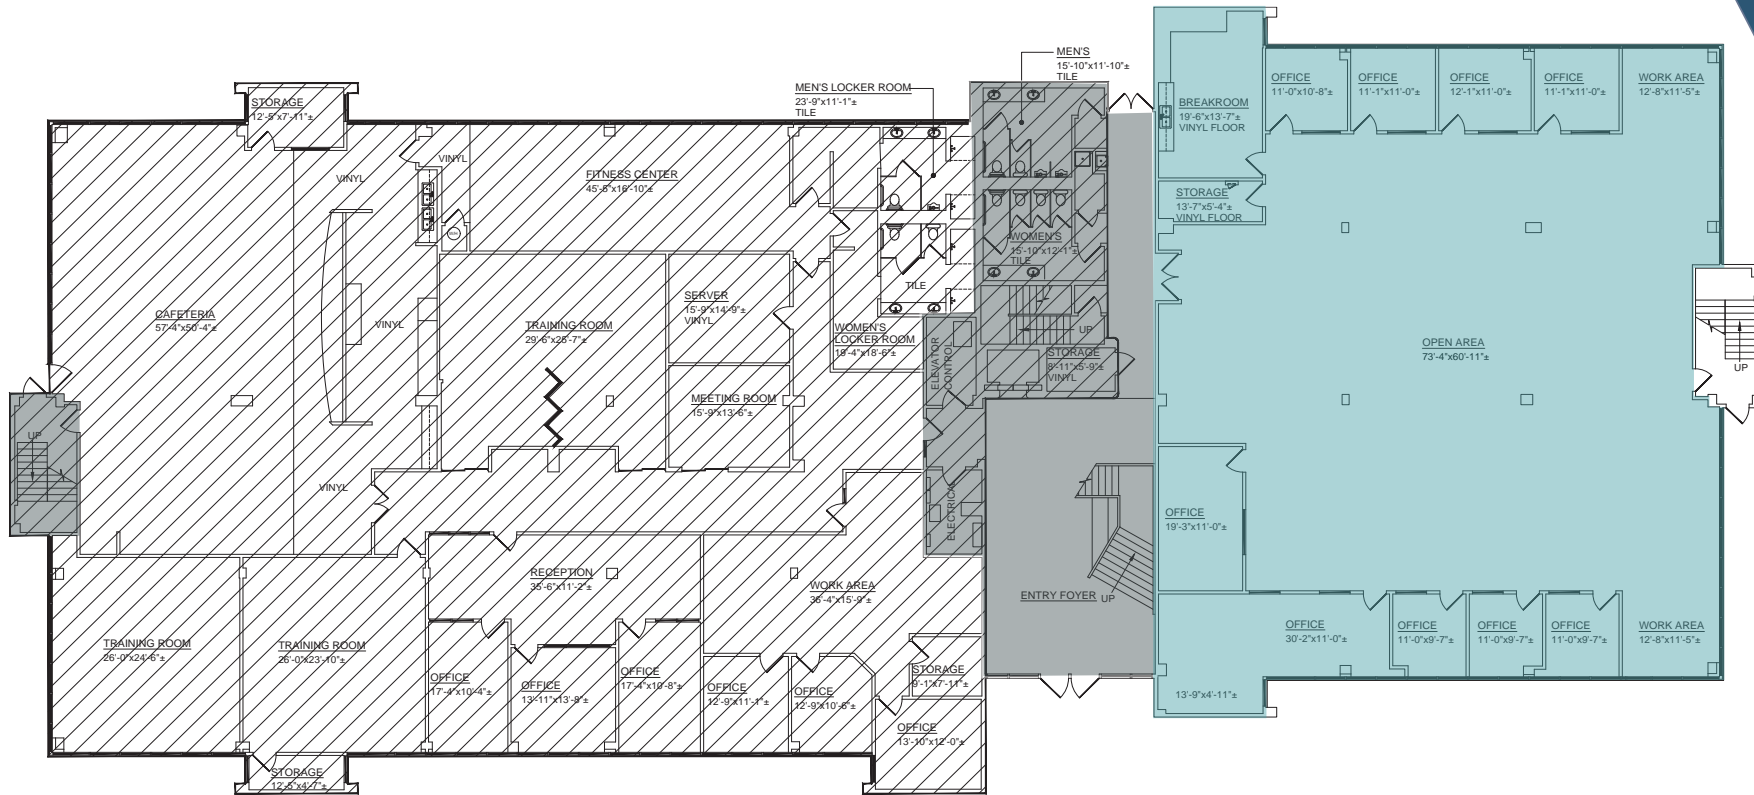 MEN'S
15'-10"x11'-10"±
TILE
MEN'S LOCKER ROOM
23'-9"x11'-1"±
TILE
STORAGE
12'-5"x7'-11"±
VINYL
VINYL
FITNESS CENTER
45'-5"x16'-10"±
BREAKROOM
19'-6"x13'-7"±
VINYL FLOOR
OFFICE
11'-0"x10'-8"±
OFFICE
11'-1"x11'-0"±
OFFICE
12'-1"x11'-0"±
OFFICE
11'-1"x11'-0"±
WORK AREA
12'-8"x11'-5"±
STORAGE
13'-7"x5'-4"±
VINYL FLOOR
WOMEN'S
15'-10"x12'-1"±
TILE
TILE
CAFETERIA
57'-4"x50'-4"±
VINYL
TRAINING ROOM
29'-6"x25'-7"±
SERVER
15'-9"x14'-9"±
VINYL
WOMEN'S
LOCKER ROOM
19'-4"x18'-6"±
UP
ELEVATOR
CONTROL
STORAGE
8'-11"x5'-9"±
VINYL
OPEN AREA
73'-4"x60'-11"±
UP
MEETING ROOM
15'-9"x13'-6"±
UP
VINYL
ELECTRICAL
OFFICE
19'-3"x11'-0"±
RECEPTION
35'-6"x11'-2"±
WORK AREA
36'-4"x15'-9"±
ENTRY FOYER
UP
TRAINING ROOM
26'-0"x24'-6"±
TRAINING ROOM
26'-0"x23'-10"±
OFFICE
17'-4"x10'-4"±
OFFICE
13'-11"x13'-8"±
OFFICE
17'-4"x10'-8"±
OFFICE
12'-9"x11'-1"±
OFFICE
12'-9"x10'-6"±
STORAGE
9'-1"x7'-11"±
OFFICE
13'-10"x12'-0"±
OFFICE
30'-2"x11'-0"±
OFFICE
11'-0"x9'-7"±
OFFICE
11'-0"x9'-7"±
OFFICE
11'-0"x9'-7"±
WORK AREA
12'-8"x11'-5"±
13'-9"x4'-11"±
STORAGE
12'-5"x4'-7"±